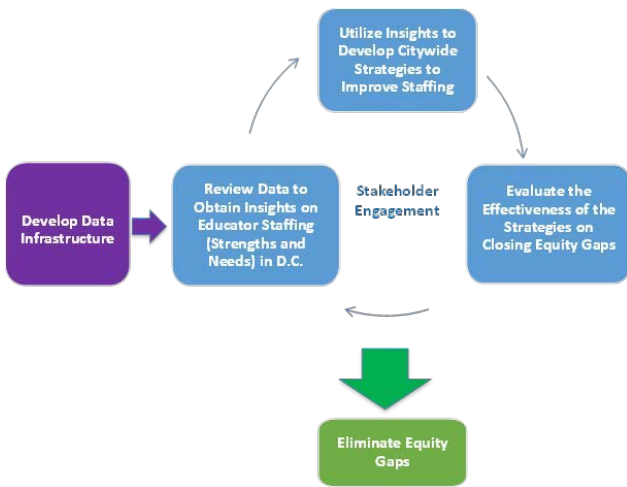 Utilize Insights to
Develop Citywide
Strategies to
Improve Staffing
Develop Data
Infrastructure
Review Data to
Obtain Insights on
Educator Staffing
(Strengths and
Needs) in D.C.
Stakeholder
Engagement
Evaluate the
Effectiveness of the
Strategies on
Closing Equity Gaps
Eliminate Equity
Gaps